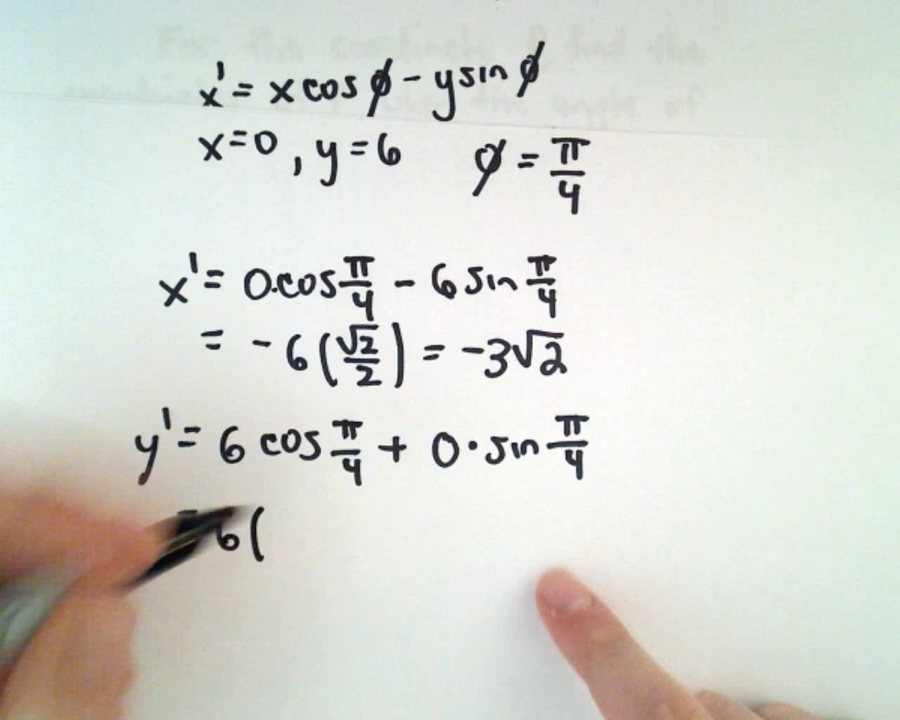 x' = x cos ϕ - y sin ϕ
x = 0 , y = 6   ϕ = π/4
x' = 0·cos π/4 - 6 sin π/4
= - 6 (√2/2) = -3√2
y' = 6 cos π/4 + 0 · sin π/4
= 6 (